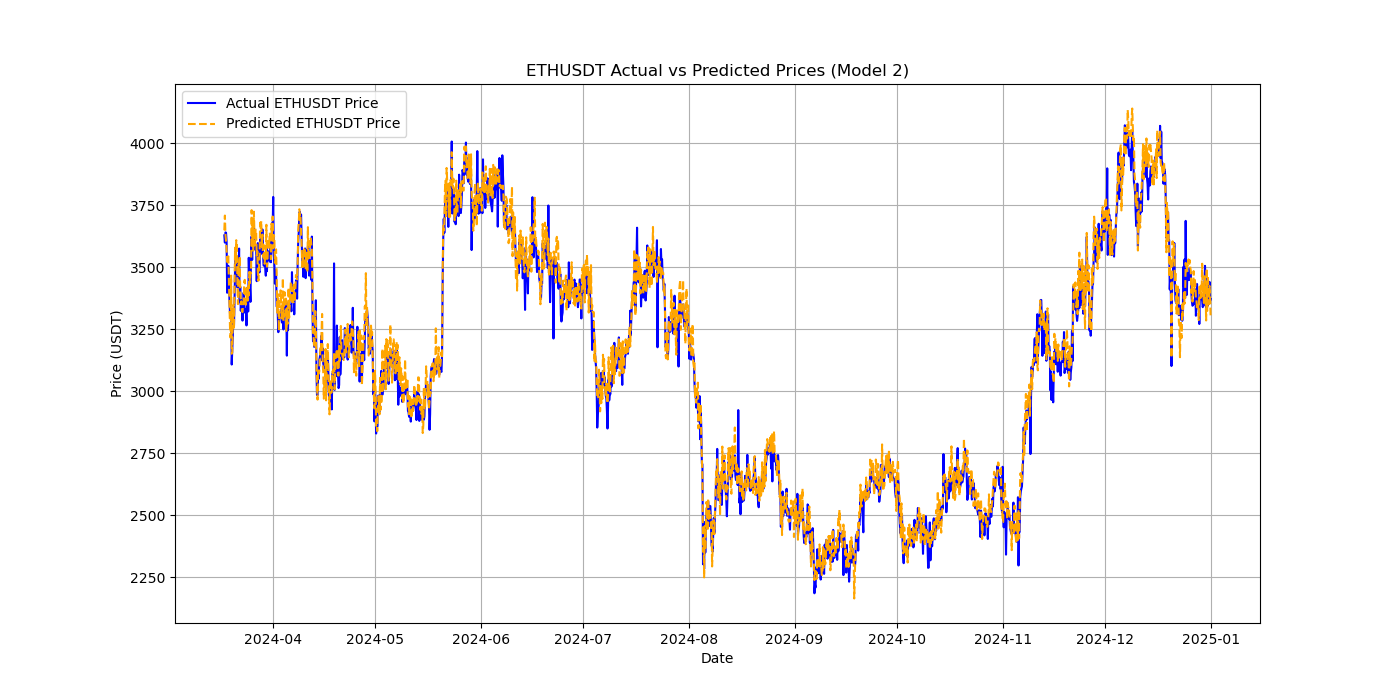 ETHUSDT Actual vs Predicted Prices (Model 2)
Actual ETHUSDT Price
Predicted ETHUSDT Price
Price (USDT)
4000
3750
3500
3250
3000
2750
2500
2250
2024-04 2024-05 2024-06 2024-07 2024-08 2024-09 2024-10 2024-11 2024-12 2025-01
Date